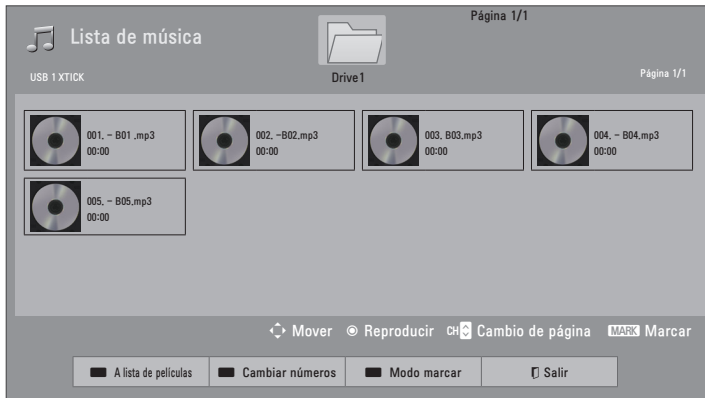 Página 1/1
Lista de música
USB 1 XTICK
Drive1
Página 1/1
001. - B01 .mp3
00:00
002. -B02.mp3
00:00
003. B03.mp3
00:00
004. - B04.mp3
00:00
005. - B05.mp3
00:00
Mover Reproducir CH Cambio de página MARK Marcar
A lista de películas Cambiar números Modo marcar Salir